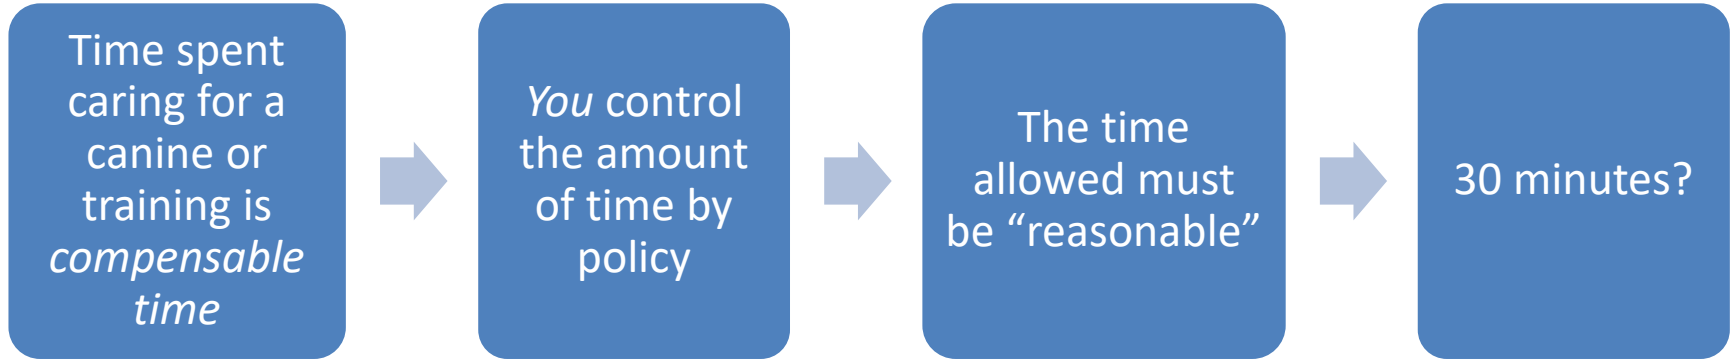 Time spent
caring for a
canine or
training is
compensable
time
You control
the amount
of time by
policy
The time
allowed must
be “reasonable”
30 minutes?